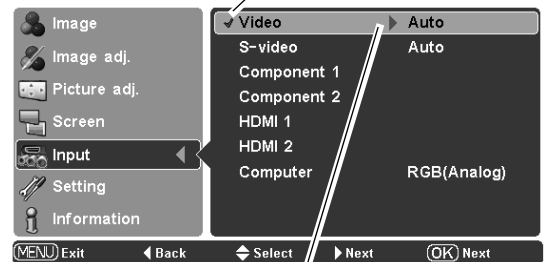 Image
Image adj.
Picture adj.
Screen
Input
Setting
Information
Video Auto
S-video Auto
Component 1
Component 2
HDMI 1
HDMI 2
Computer RGB(Analog)
MENU Exit Back Select Next OK Next